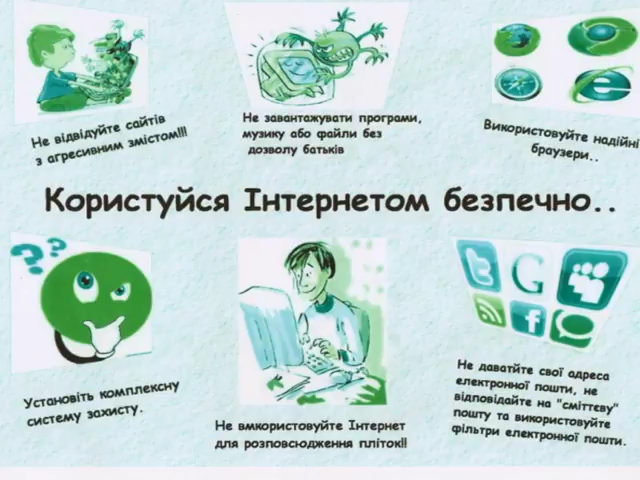 Не відвідуйте сайтів
з агресивним змістом!!!
Не завантажувати програми,
музику або файли без
дозволу батьків
Використовуйте надійні
браузери..
Користуйся Інтернетом безпечно..
Установіть комплексну
систему захисту.
Не вмкористовуйте Інтернет
для розповсюдження пліток!!
Не даватйте свої адреса
електронної пошти, не
відповідайте на "сміттєву"
пошту та використовуйте
фільтри електронної пошти.